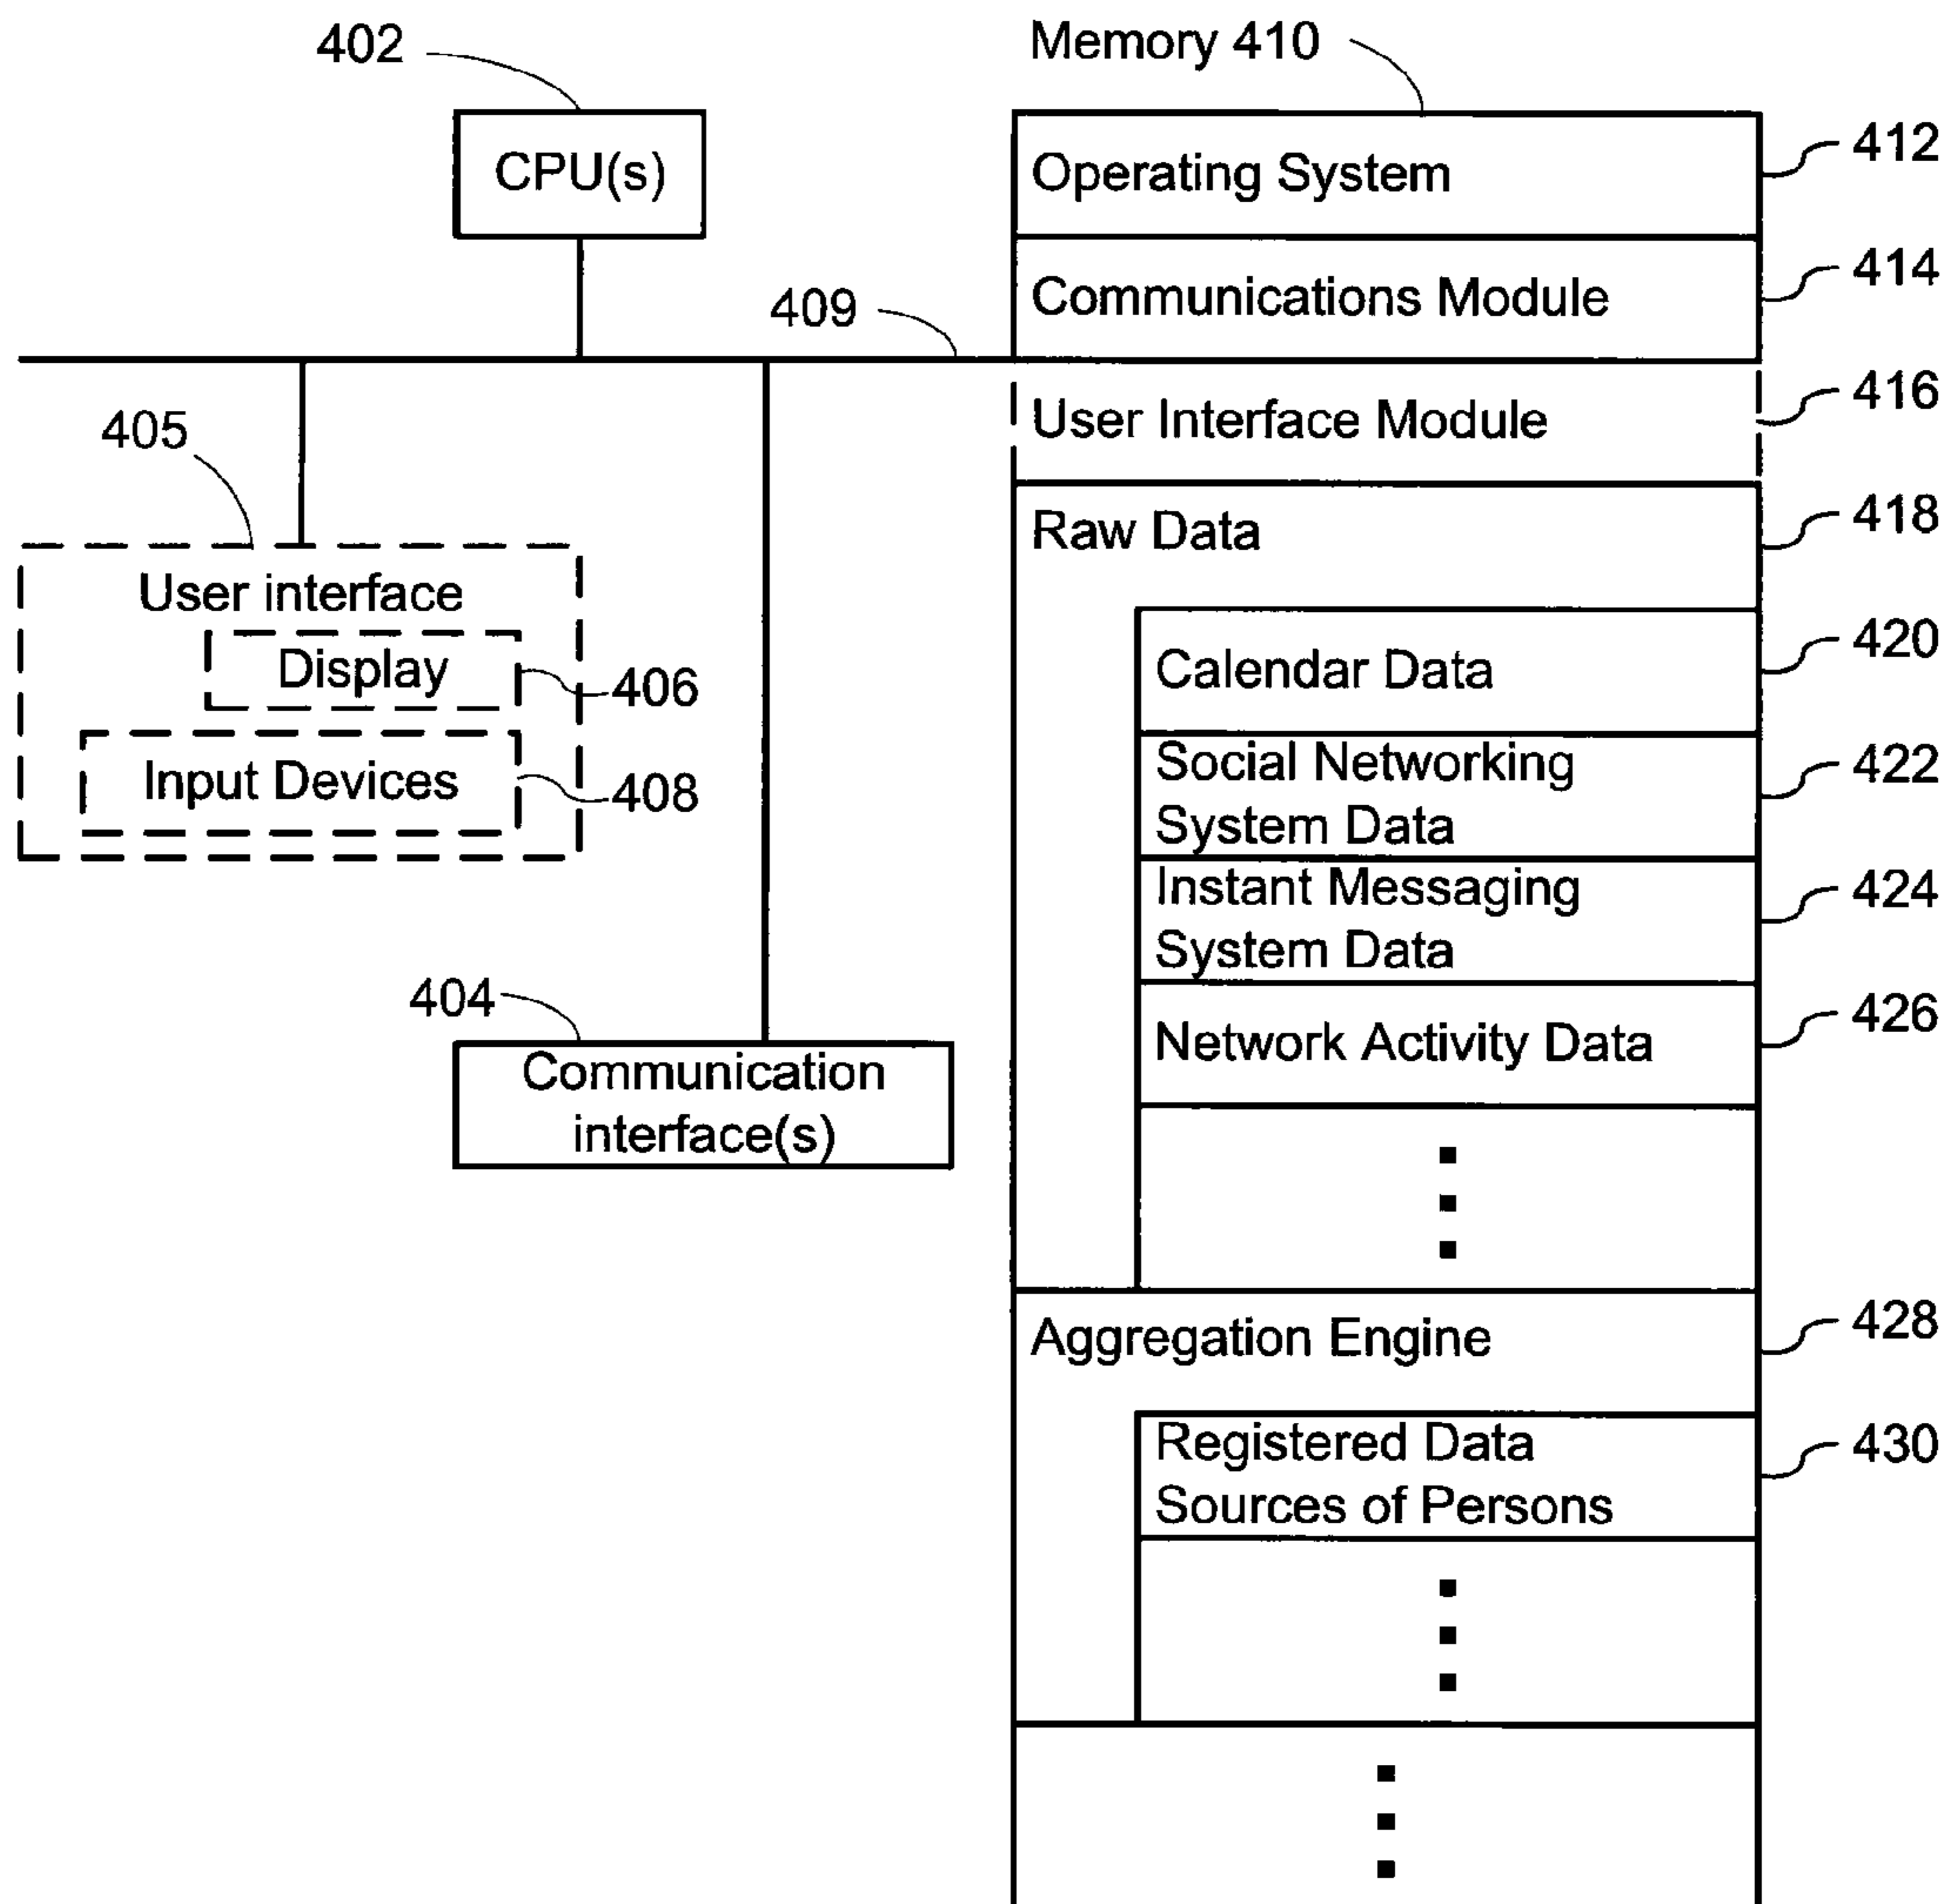 402
Memory 410
CPU(s)
Operating System
412
Communications Module
414
409
User Interface Module
416
405
Raw Data
418
User interface
Display
406
Input Devices
408
Calendar Data
420
Social Networking
System Data
422
Instant Messaging
System Data
424
404
Network Activity Data
426
Communication
interface(s)
Aggregation Engine
428
Registered Data
Sources of Persons
430